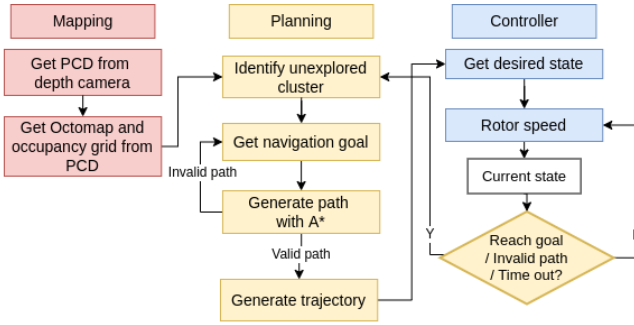 Mapping
Planning
Controller
Get PCD from
depth camera
Get Octomap and
occupancy grid from
PCD
Identify unexplored
cluster
Get navigation goal
Invalid path
Generate path
with A*
Valid path
Generate trajectory
Get desired state
Rotor speed
Current state
Reach goal
/ Invalid path
/ Time out?
Y